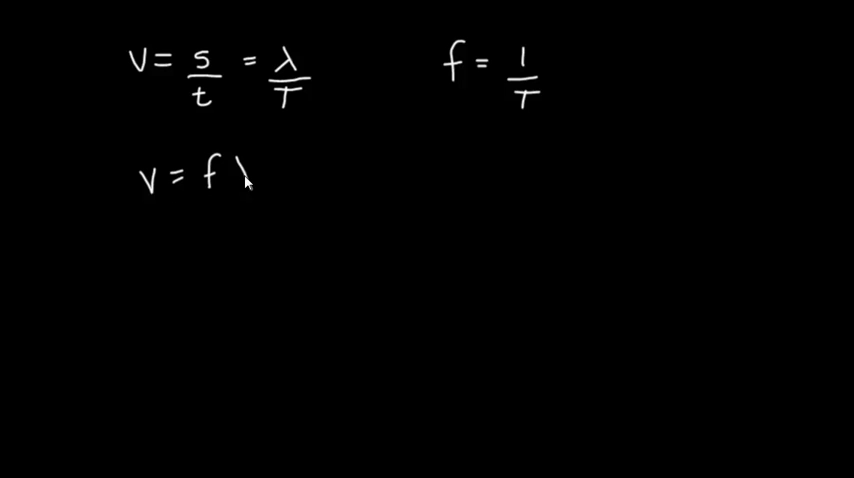 v = s/t = λ/T
f = 1/T
v = f